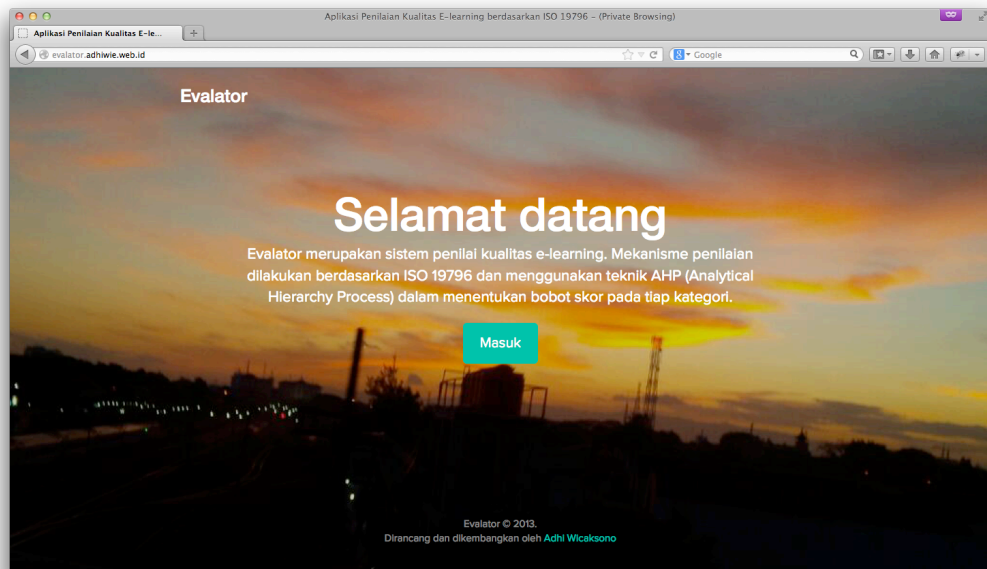 Aplikasi Penilaian Kualitas E-learning berdasarkan ISO 19796 - (Private Browsing)
Aplikasi Penilaian Kualitas E-le...
evalator.adhiwie.web.id
Google
Evalator
Selamat datang
Evalator merupakan sistem penilai kualitas e-learning. Mekanisme penilaian
dilakukan berdasarkan ISO 19796 dan menggunakan teknik AHP (Analytical
Hierarchy Process) dalam menentukan bobot skor pada tiap kategori.
Masuk
Evalator © 2013.
Dirancang dan dikembangkan oleh Adhi Wicaksono